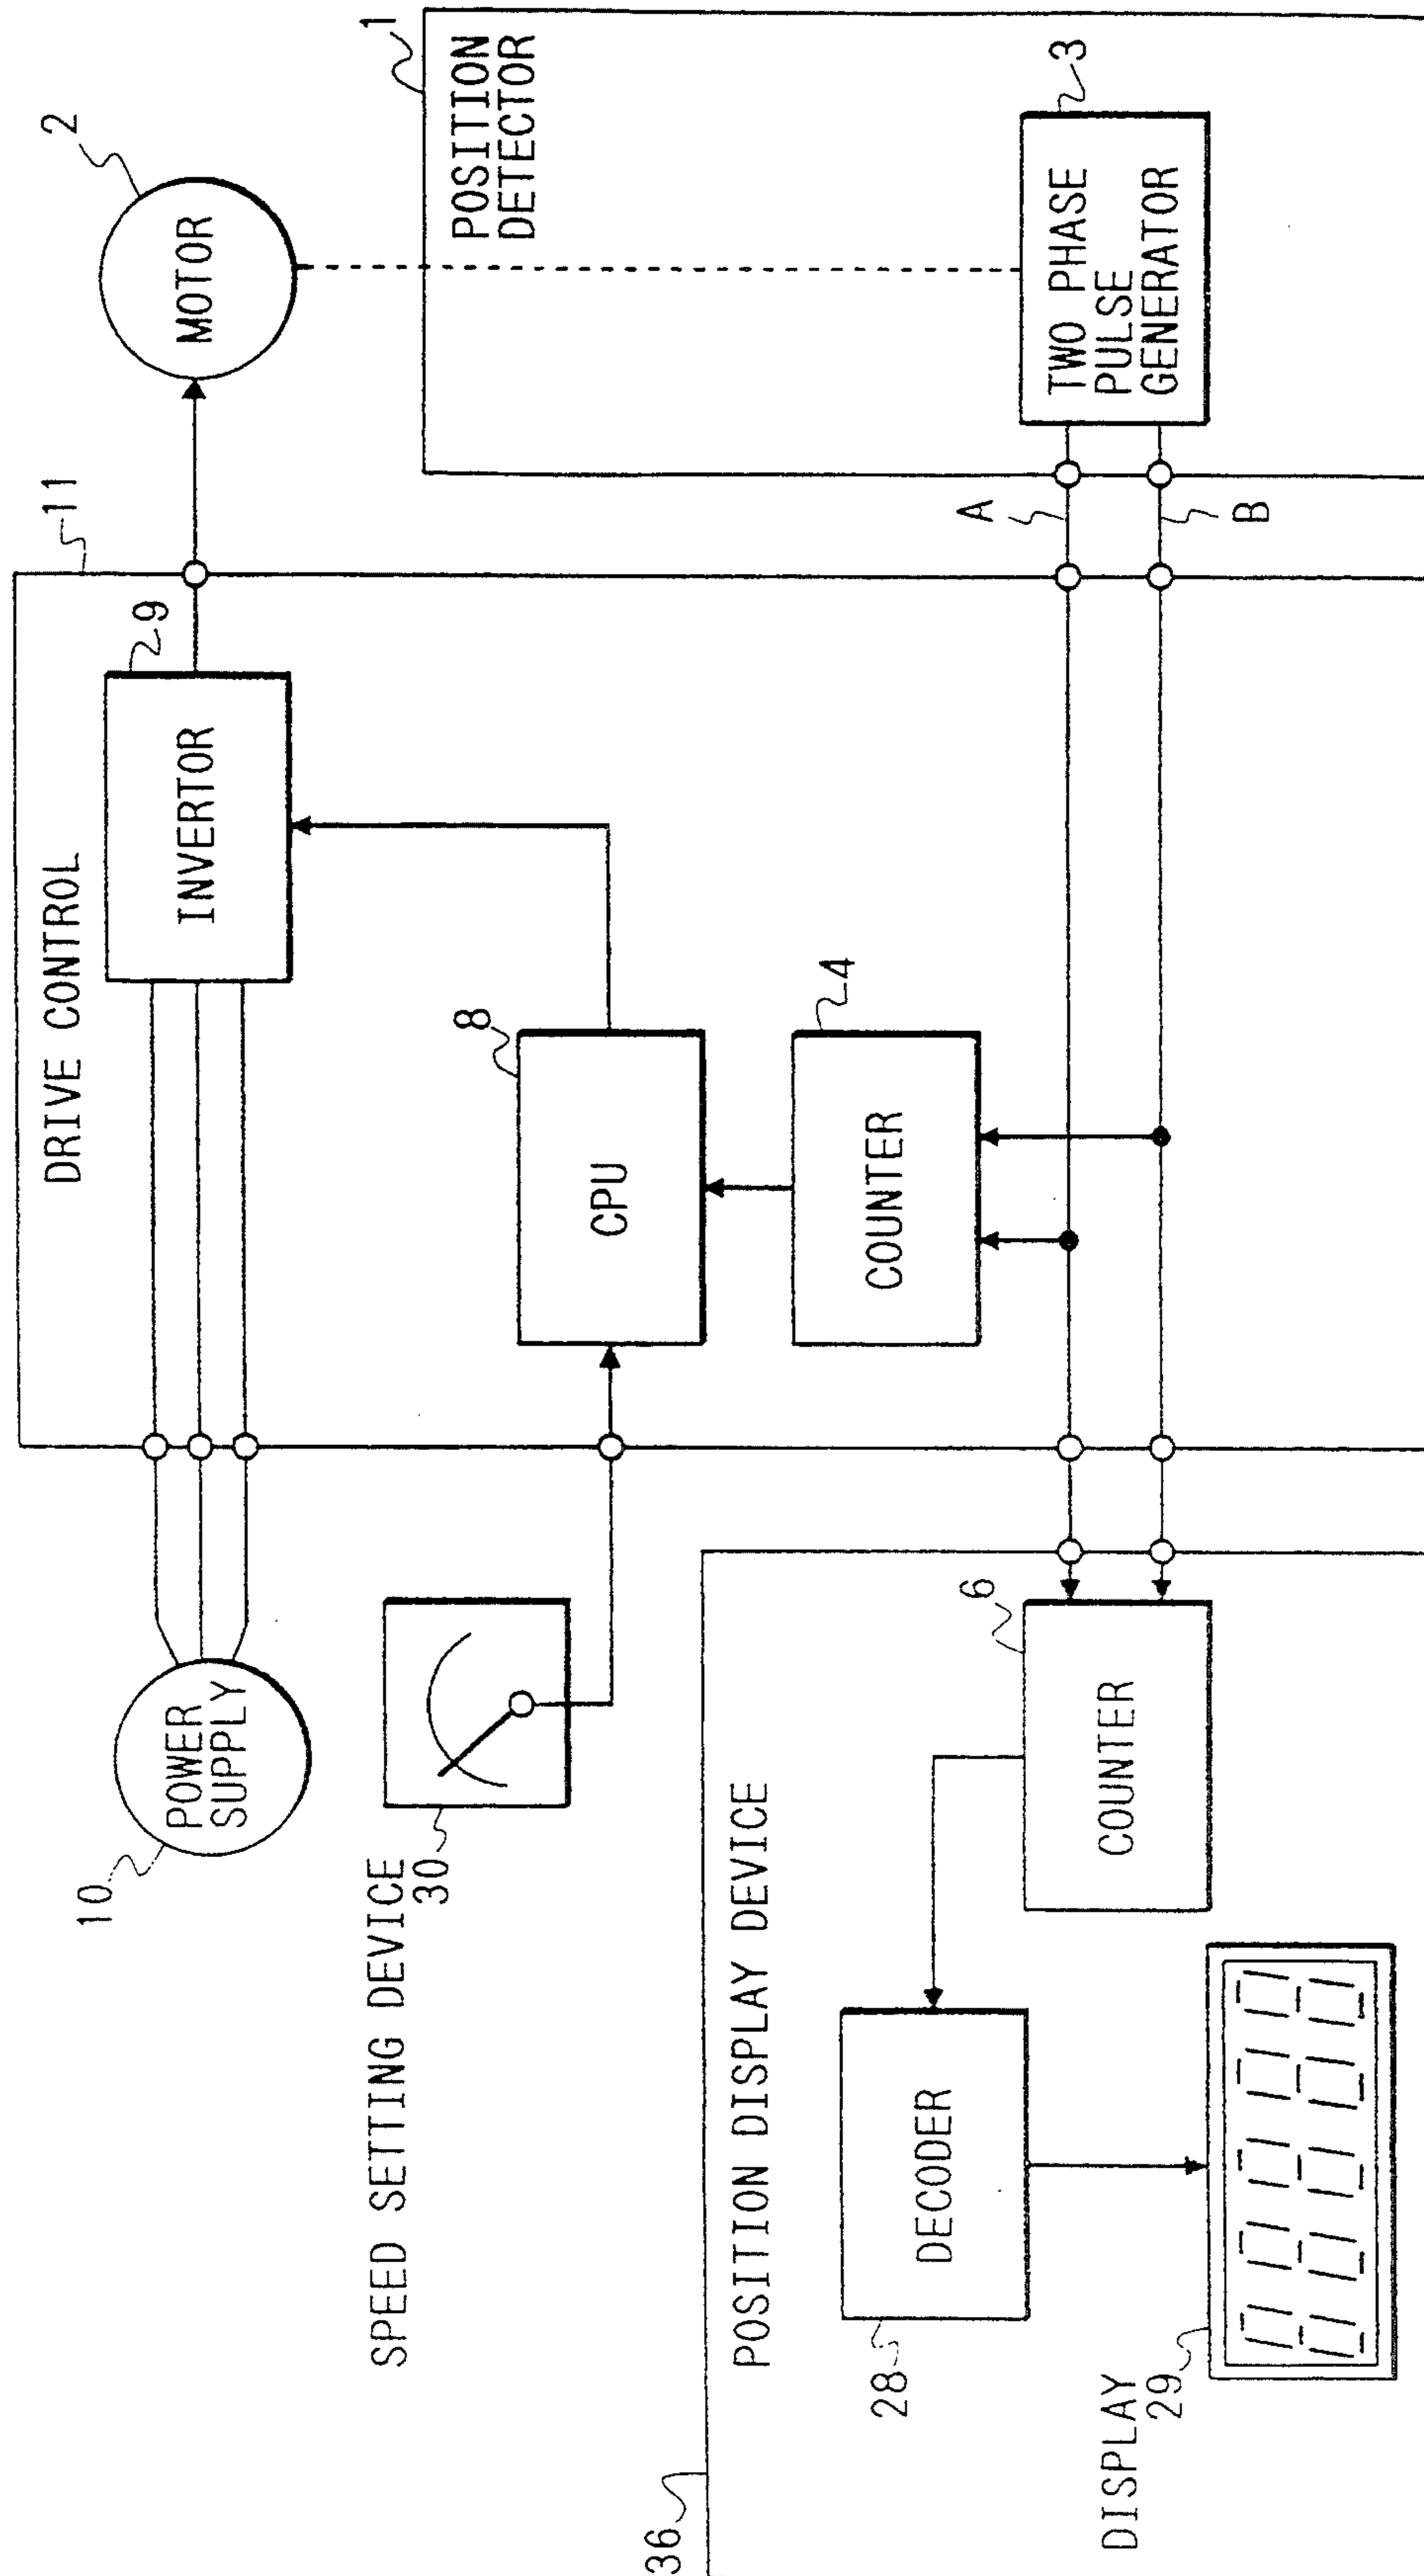 10
POWER
SUPPLY
DRIVE CONTROL
INVERTOR
9
11
MOTOR
2
SPEED SETTING DEVICE
30
CPU
8
COUNTER
4
1
POSITION
DETECTOR
TWO PHASE
PULSE
GENERATOR
3
A
B
36
POSITION DISPLAY DEVICE
DECODER
28
COUNTER
6
DISPLAY
29
88888